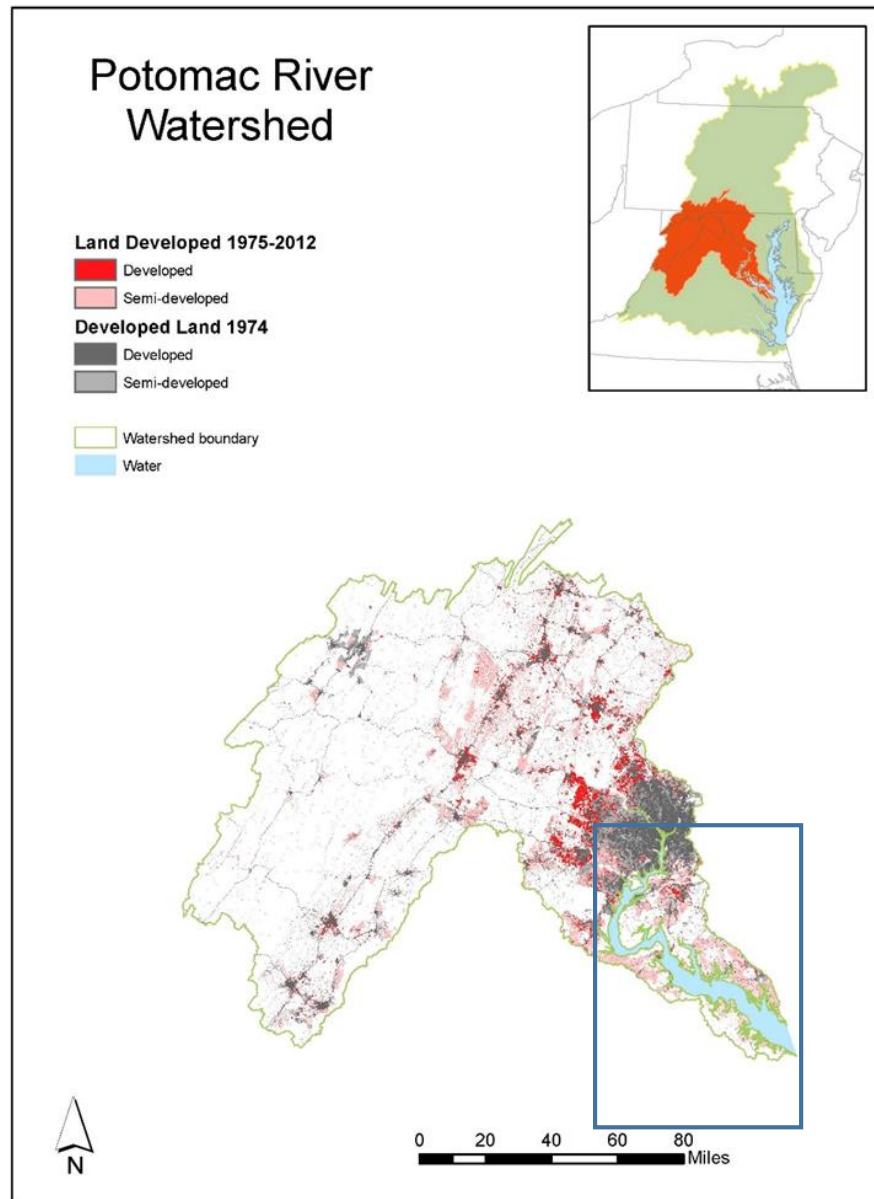 Potomac River
Watershed
Land Developed 1975-2012
Developed
Semi-developed
Developed Land 1974
Developed
Semi-developed
Watershed boundary
Water
N
0 20 40 60 80
Miles